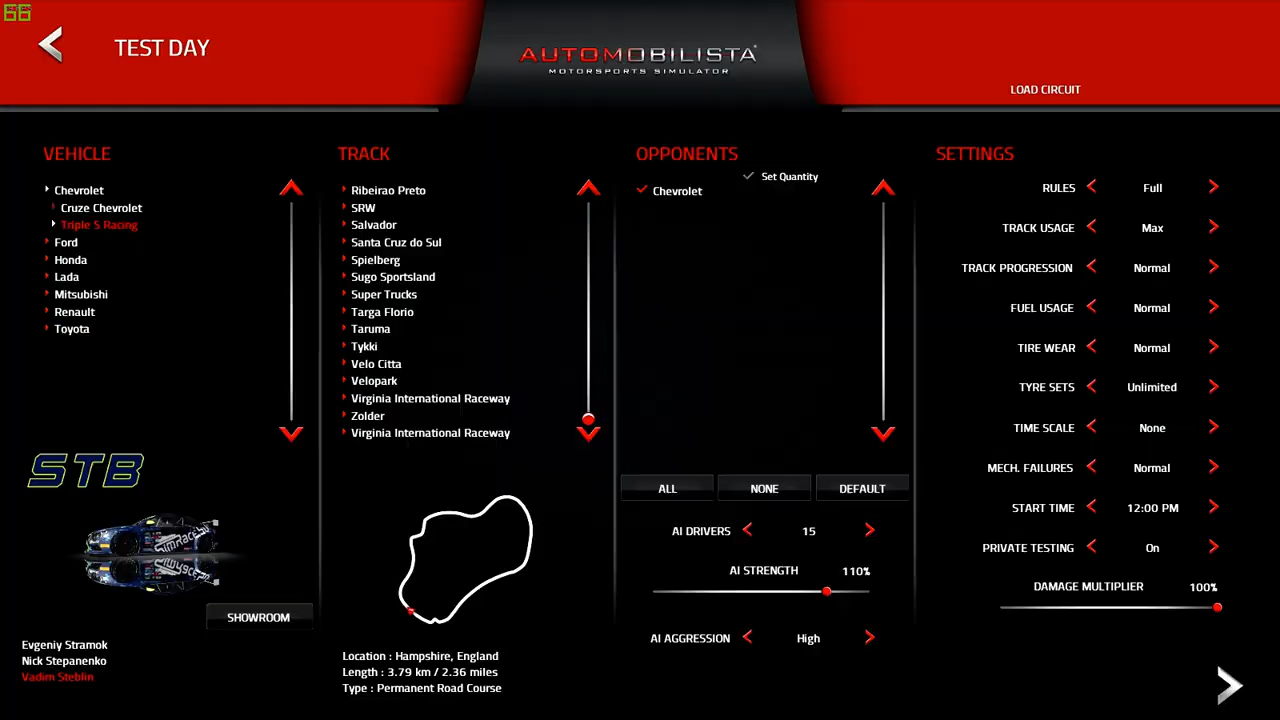 66
TEST DAY
AUTOMOBILISTA
MOTORSPORTS SIMULATOR
LOAD CIRCUIT
VEHICLE
Chevrolet
Cruze Chevrolet
Triple S Racing
Ford
Honda
Lada
Mitsubishi
Renault
Toyota
STB
SHOWROOM
Evgeniy Stramok
Nick Stepanenko
Vadim Steblin
TRACK
Ribeirao Preto
SRW
Salvador
Santa Cruz do Sul
Spielberg
Sugo Sportsland
Super Trucks
Targa Florio
Taruma
Tykki
Velo Citta
Velopark
Virginia International Raceway
Zolder
Virginia International Raceway
Location : Hampshire, England
Length : 3.79 km / 2.36 miles
Type : Permanent Road Course
OPPONENTS
Set Quantity
Chevrolet
ALL NONE DEFAULT
AI DRIVERS 15
AI STRENGTH 110%
AI AGGRESSION High
SETTINGS
RULES Full
TRACK USAGE Max
TRACK PROGRESSION Normal
FUEL USAGE Normal
TIRE WEAR Normal
TYRE SETS Unlimited
TIME SCALE None
MECH. FAILURES Normal
START TIME 12:00 PM
PRIVATE TESTING On
DAMAGE MULTIPLIER 100%